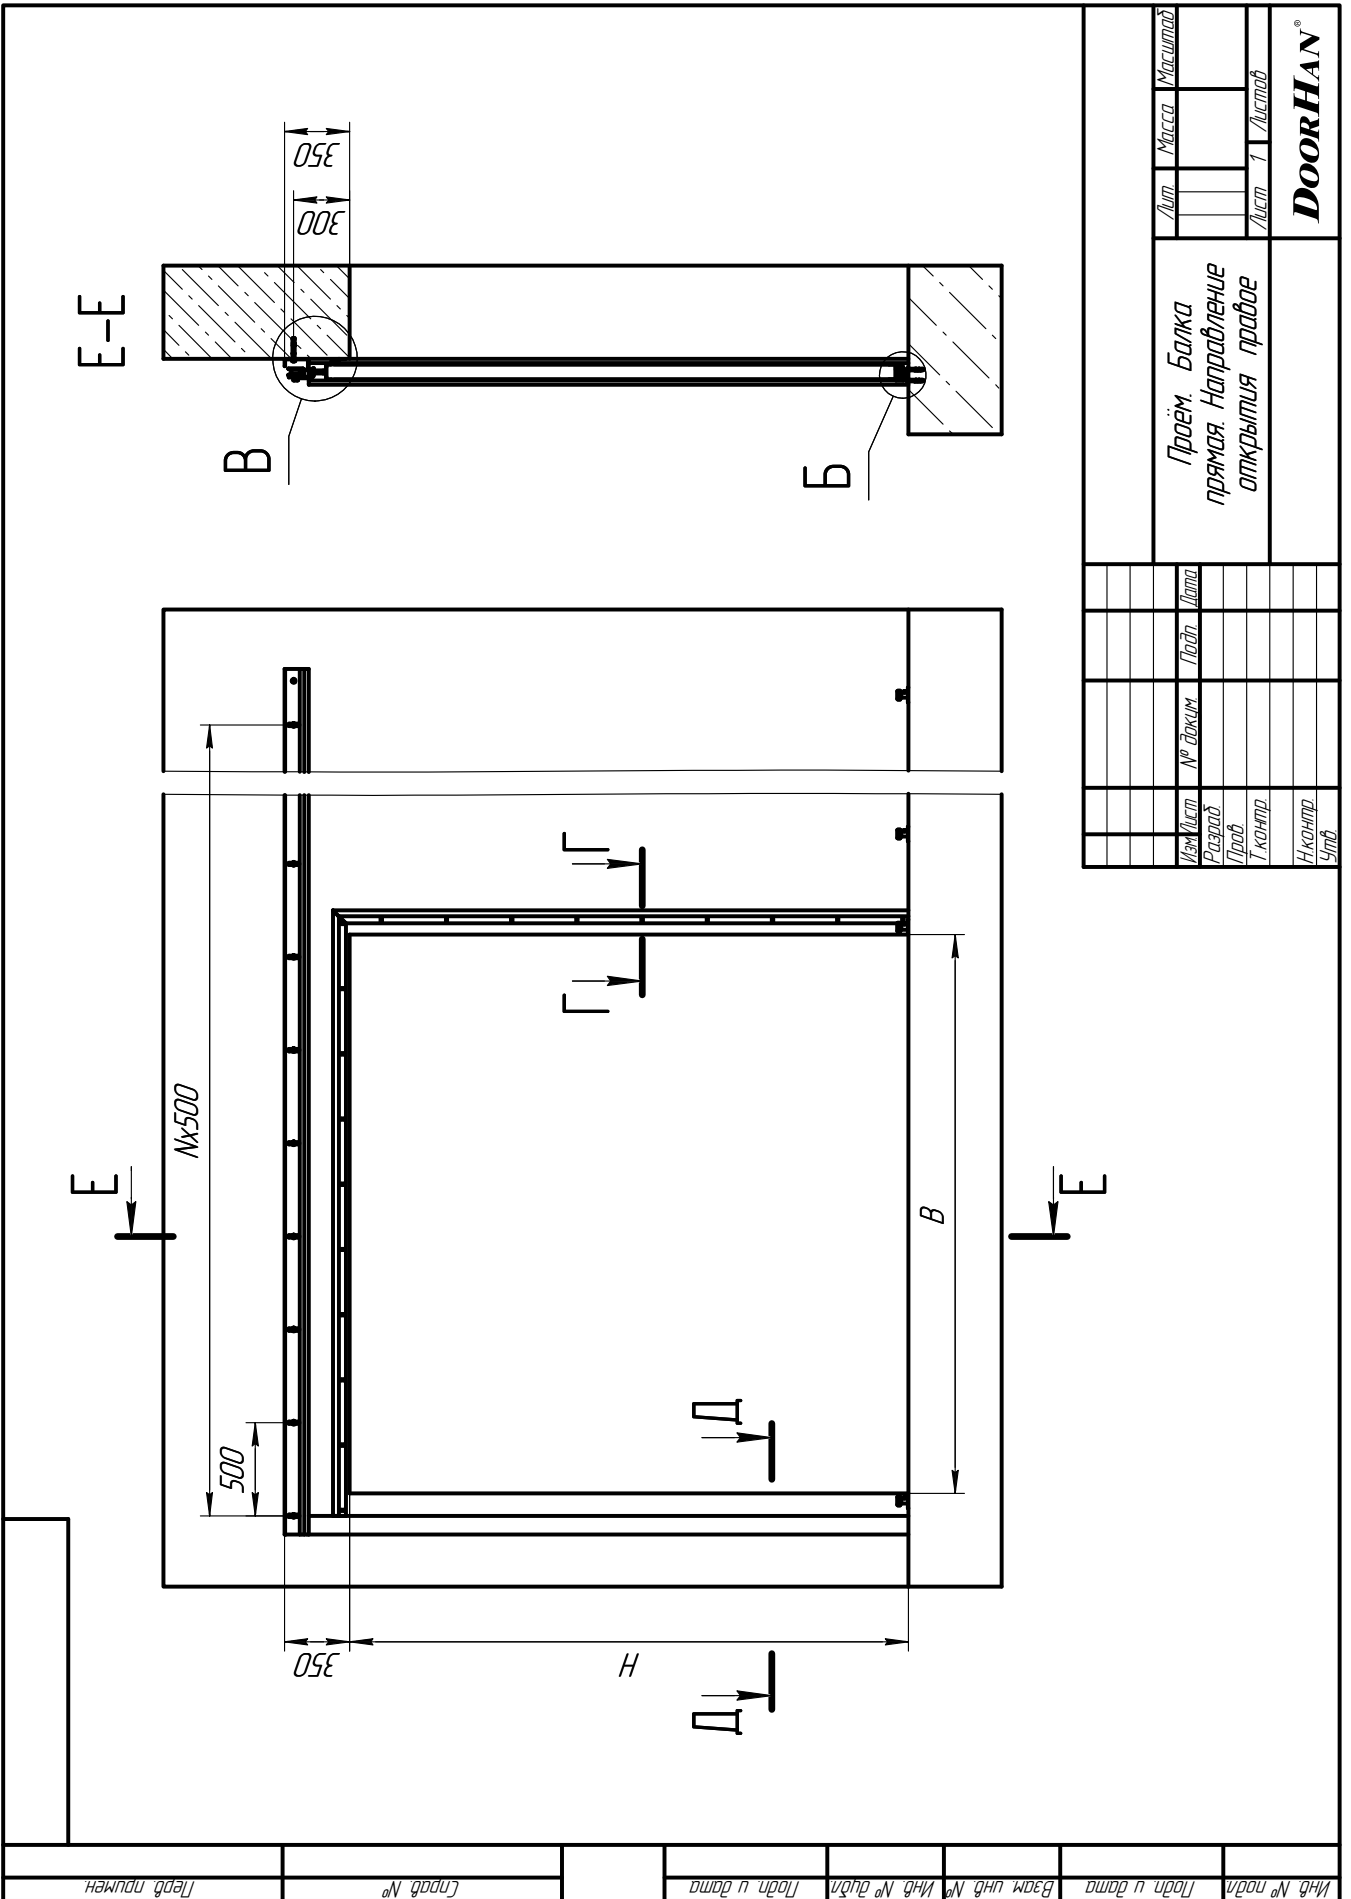 Е-Е
350
300
В
Б
Е
Nx500
500
Г
Г
Д
В
Е
350
Н
Д
Изм.
Лист
№ докум.
Подп.
Дата
Разраб.
Пров.
Т.контр.
Н.контр.
Утв.
Проём. Балка
прямая. Направление
открытия правое
Лит.
Масса
Масштаб
Лист 1
Листов
DOORHAN®
Перв. примен.
Справ. №
Подп. и дата
Инв. № дубл.
Взам. инв. №
Подп. и дата
Инв. № подл.